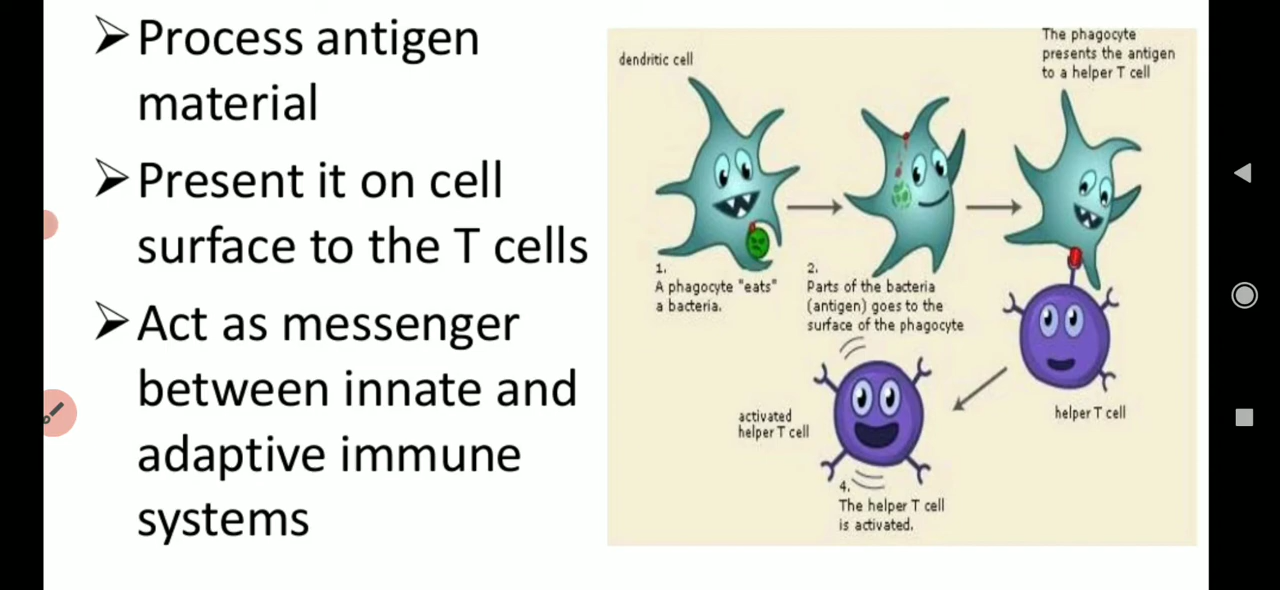 ➢Process antigen
material
➢Present it on cell
surface to the T cells
➢Act as messenger
between innate and
adaptive immune
systems
dendritic cell
The phagocyte
presents the antigen
to a helper T cell
1.
A phagocyte "eats"
a bacteria.
2.
Parts of the bacteria
(antigen) goes to the
surface of the phagocyte
helper T cell
activated
helper T cell
4.
The helper T cell
is activated.